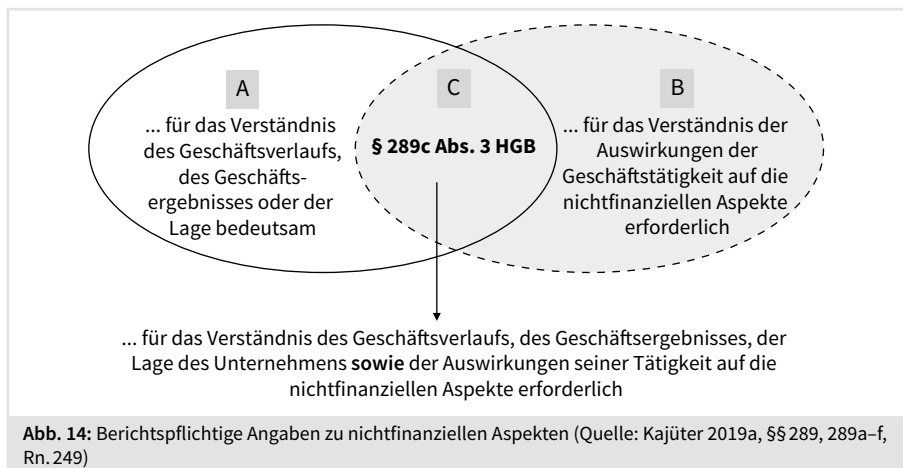 A
C
B
... für das Verständnis
des Geschäftsverlaufs,
des Geschäfts-
ergebnisses oder der
Lage bedeutsam
§ 289c Abs. 3 HGB
... für das Verständnis der
Auswirkungen der
Geschäftstätigkeit auf die
nichtfinanziellen Aspekte
erforderlich
... für das Verständnis des Geschäftsverlaufs, des Geschäftsergebnisses, der
Lage des Unternehmens sowie der Auswirkungen seiner Tätigkeit auf die
nichtfinanziellen Aspekte erforderlich
Abb. 14: Berichtspflichtige Angaben zu nichtfinanziellen Aspekten (Quelle: Kajüter 2019a, §§ 289, 289a–f,
Rn. 249)